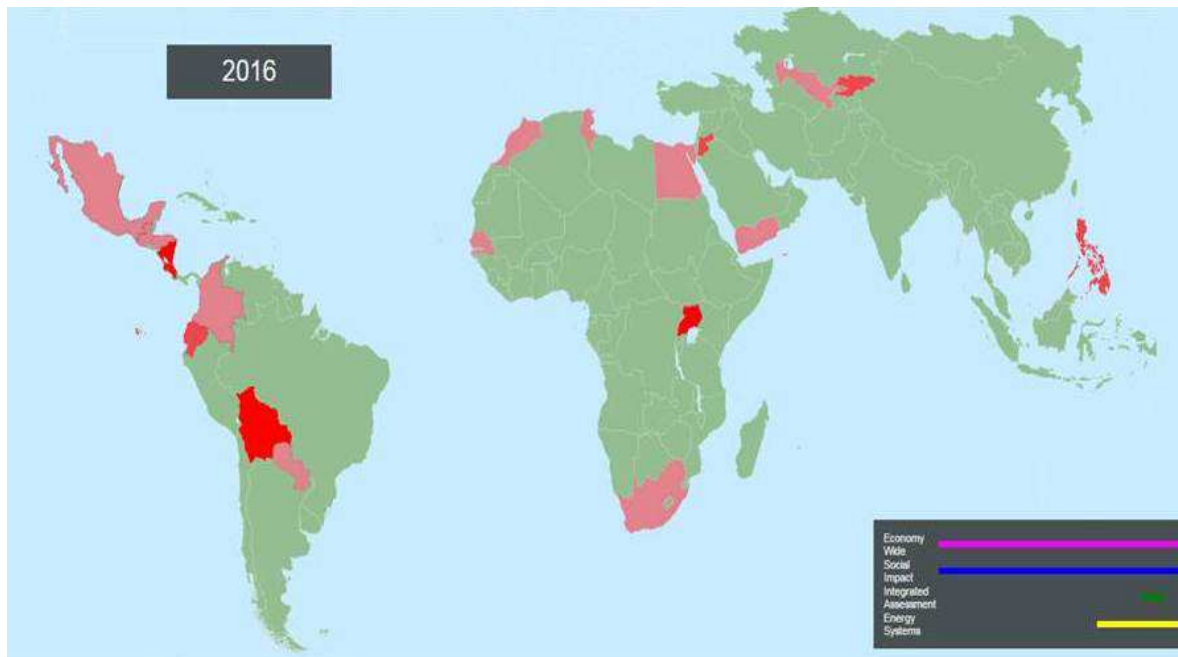 2016
Economy
Wide
Social
Impact
Integrated
Assessment
Energy
Systems